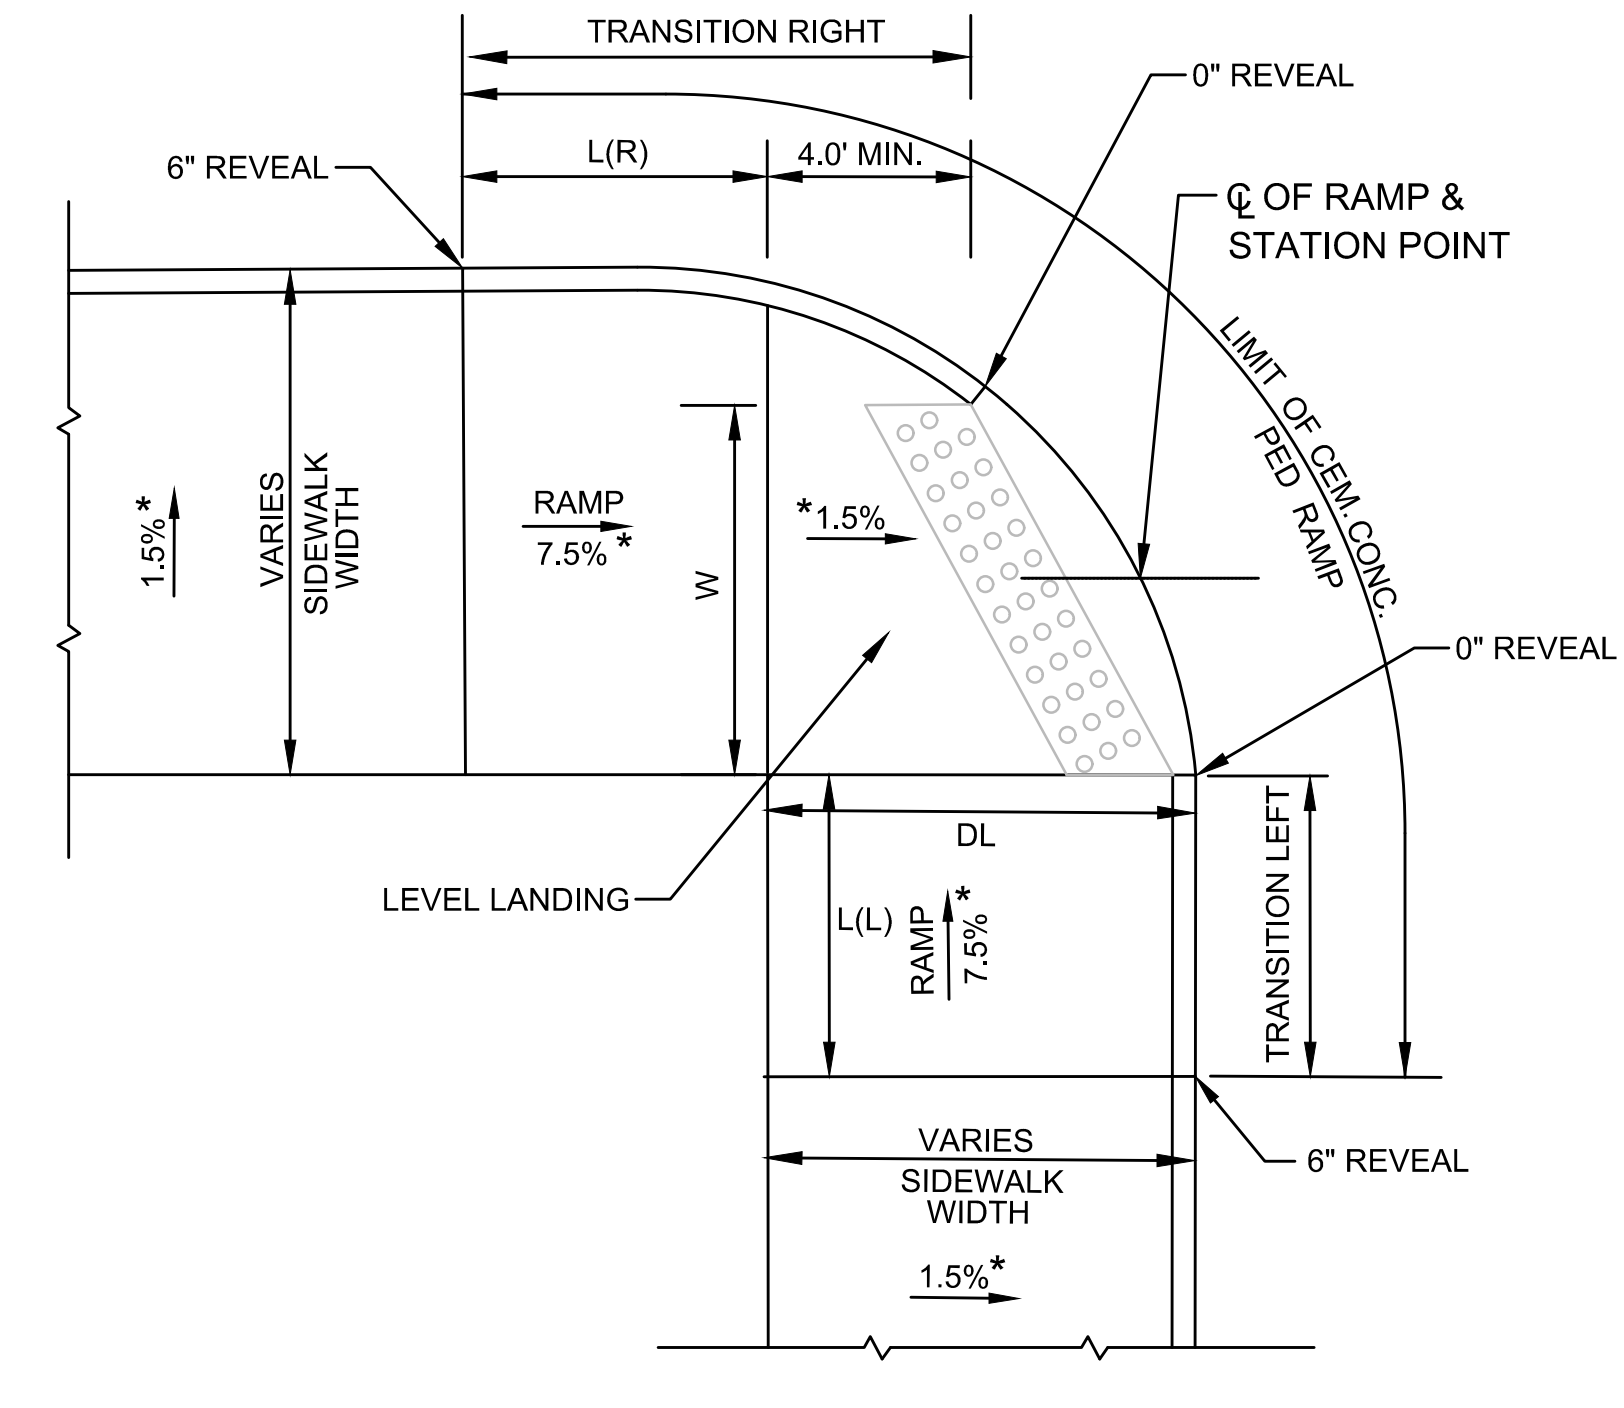 TRANSITION RIGHT
0" REVEAL
6" REVEAL
L(R)
4.0' MIN.
℄ OF RAMP &
STATION POINT
LIMIT OF CEM. CONC.
PED RAMP
1.5%*
VARIES
SIDEWALK
WIDTH
RAMP
7.5%*
W
*1.5%
0" REVEAL
DL
LEVEL LANDING
L(L)
RAMP
7.5%*
TRANSITION LEFT
VARIES
SIDEWALK
WIDTH
6" REVEAL
1.5%*